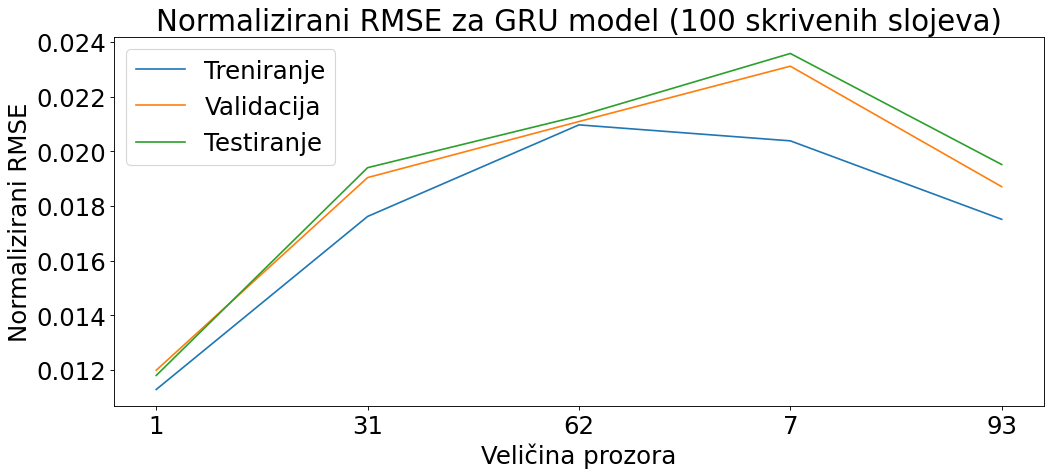 Normalizirani RMSE za GRU model (100 skrivenih slojeva)
Normalizirani RMSE
0.024
0.022
0.020
0.018
0.016
0.014
0.012
Treniranje
Validacija
Testiranje
1 31 62 7 93
Veličina prozora